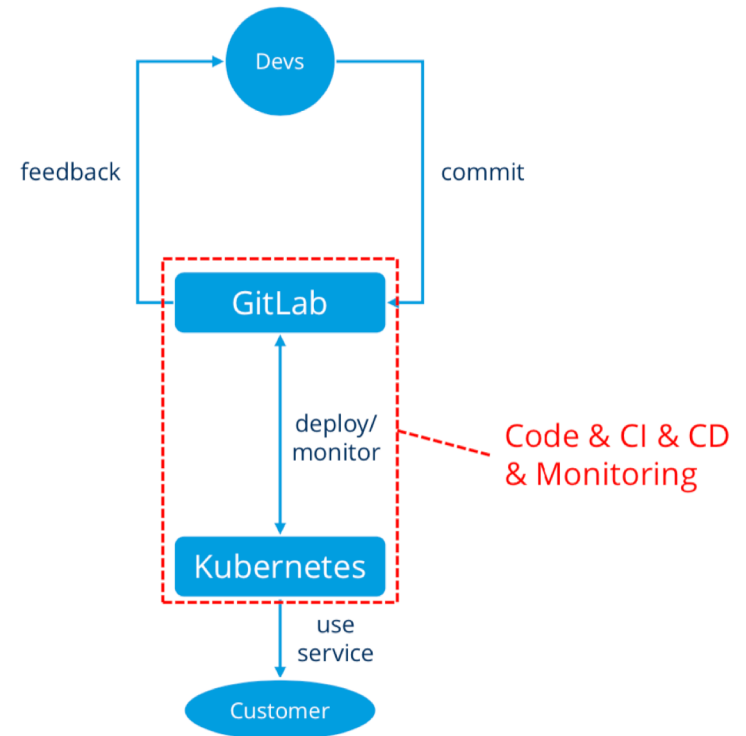 Devs
feedback
commit
GitLab
deploy/
monitor
Code & CI & CD
& Monitoring
Kubernetes
use
service
Customer